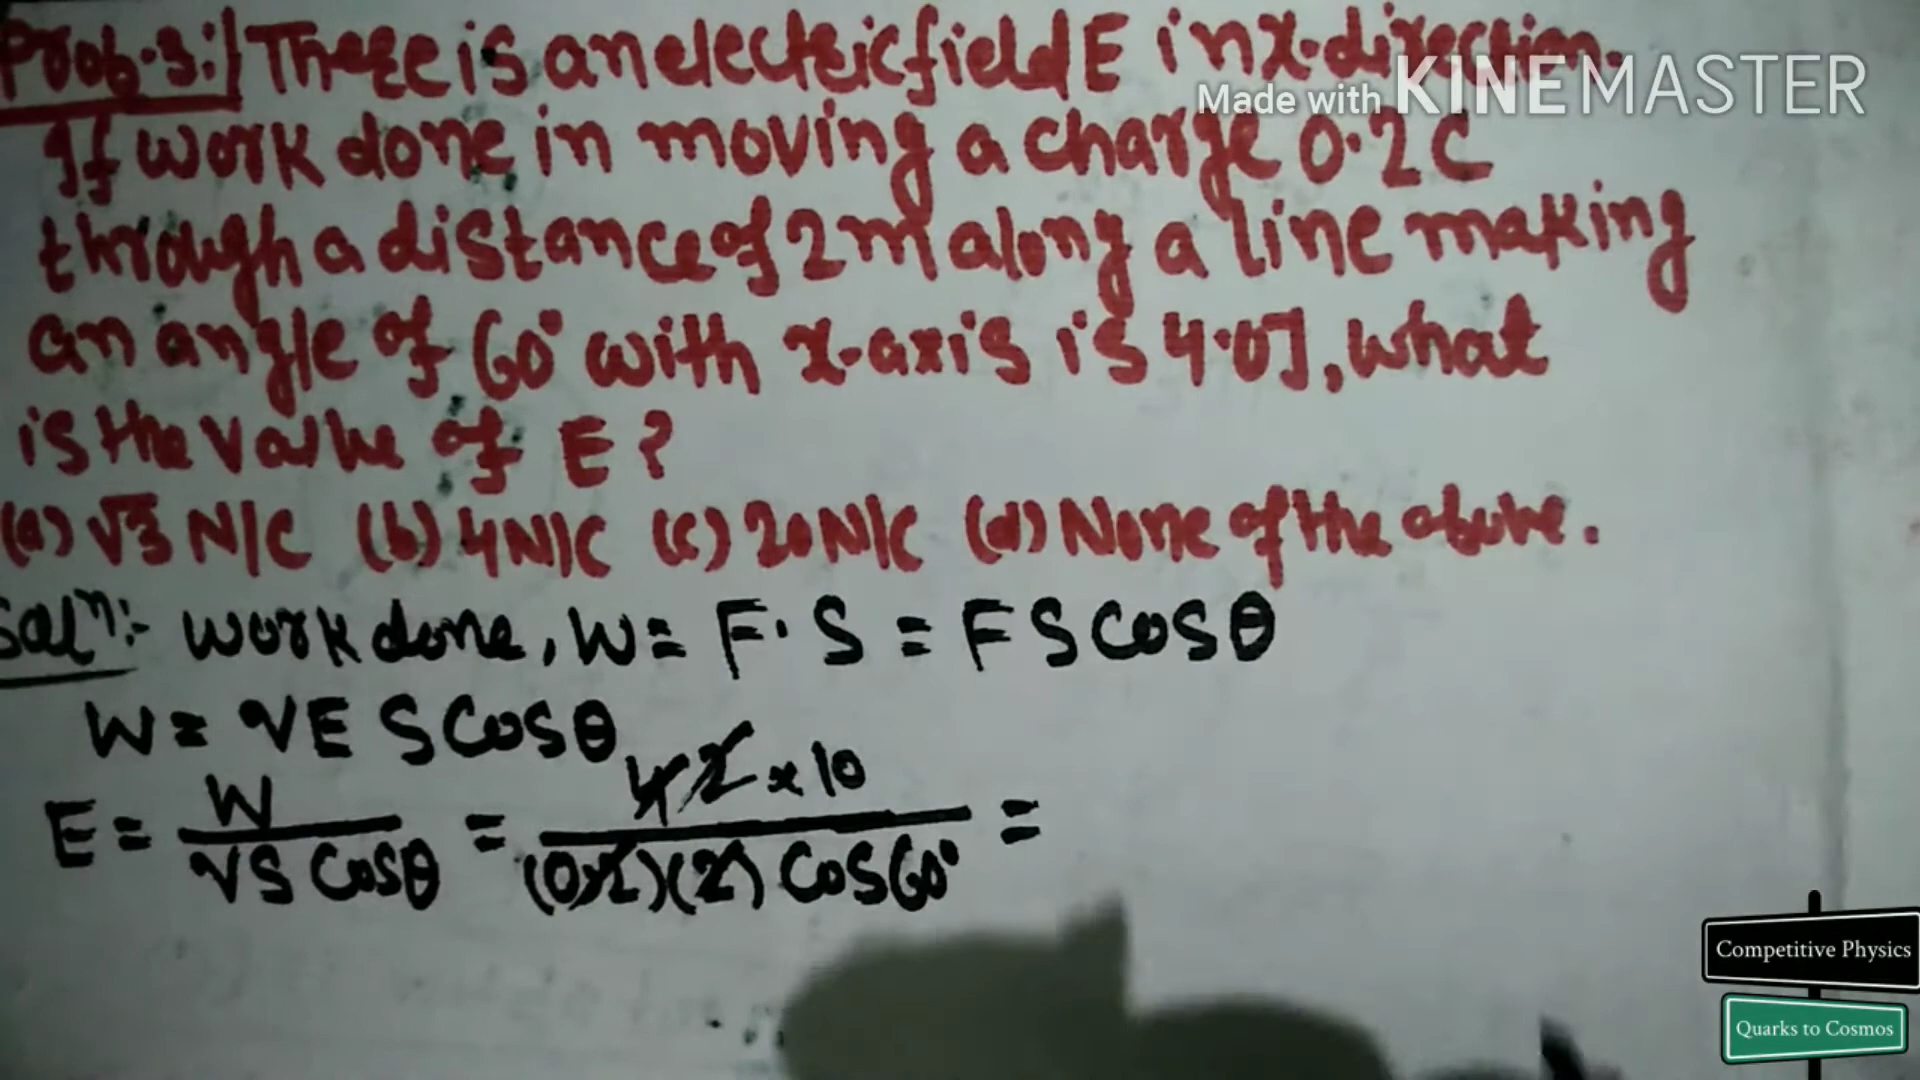 Prob.3:| There is an electric field E in x-direction.
Made with KINEMASTER
If work done in moving a charge 0.2C
through a distance of 2m along a line making
an angle of 60° with x-axis is 4.0J, what
is the value of E?
(a) √3 N/C (b) 4N/C (c) 20N/C (d) None of the above.
Solⁿ:- work done, W = F.S = FS cosθ
W = qE S cosθ
E = W / qS cosθ = 4 2 × 10 / (0.2)(2) cos60° =
Competitive Physics
Quarks to Cosmos